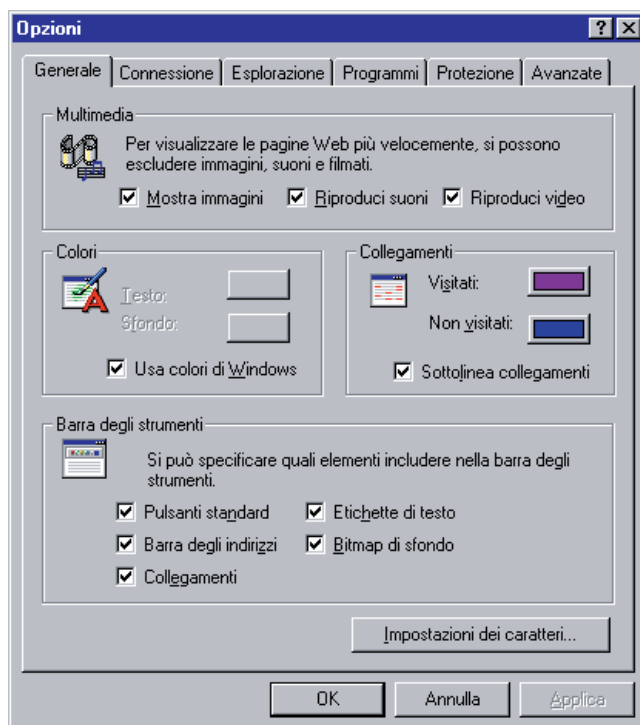 Opzioni
Generale Connessione Esplorazione Programmi Protezione Avanzate
Multimedia
Per visualizzare le pagine Web più velocemente, si possono
escludere immagini, suoni e filmati.
Mostra immagini Riproduci suoni Riproduci video
Colori
Testo:
Sfondo:
Usa colori di Windows
Collegamenti
Visitati:
Non visitati:
Sottolinea collegamenti
Barra degli strumenti
Si può specificare quali elementi includere nella barra degli
strumenti.
Pulsanti standard Etichette di testo
Barra degli indirizzi Bitmap di sfondo
Collegamenti
Impostazioni dei caratteri...
OK Annulla Applica